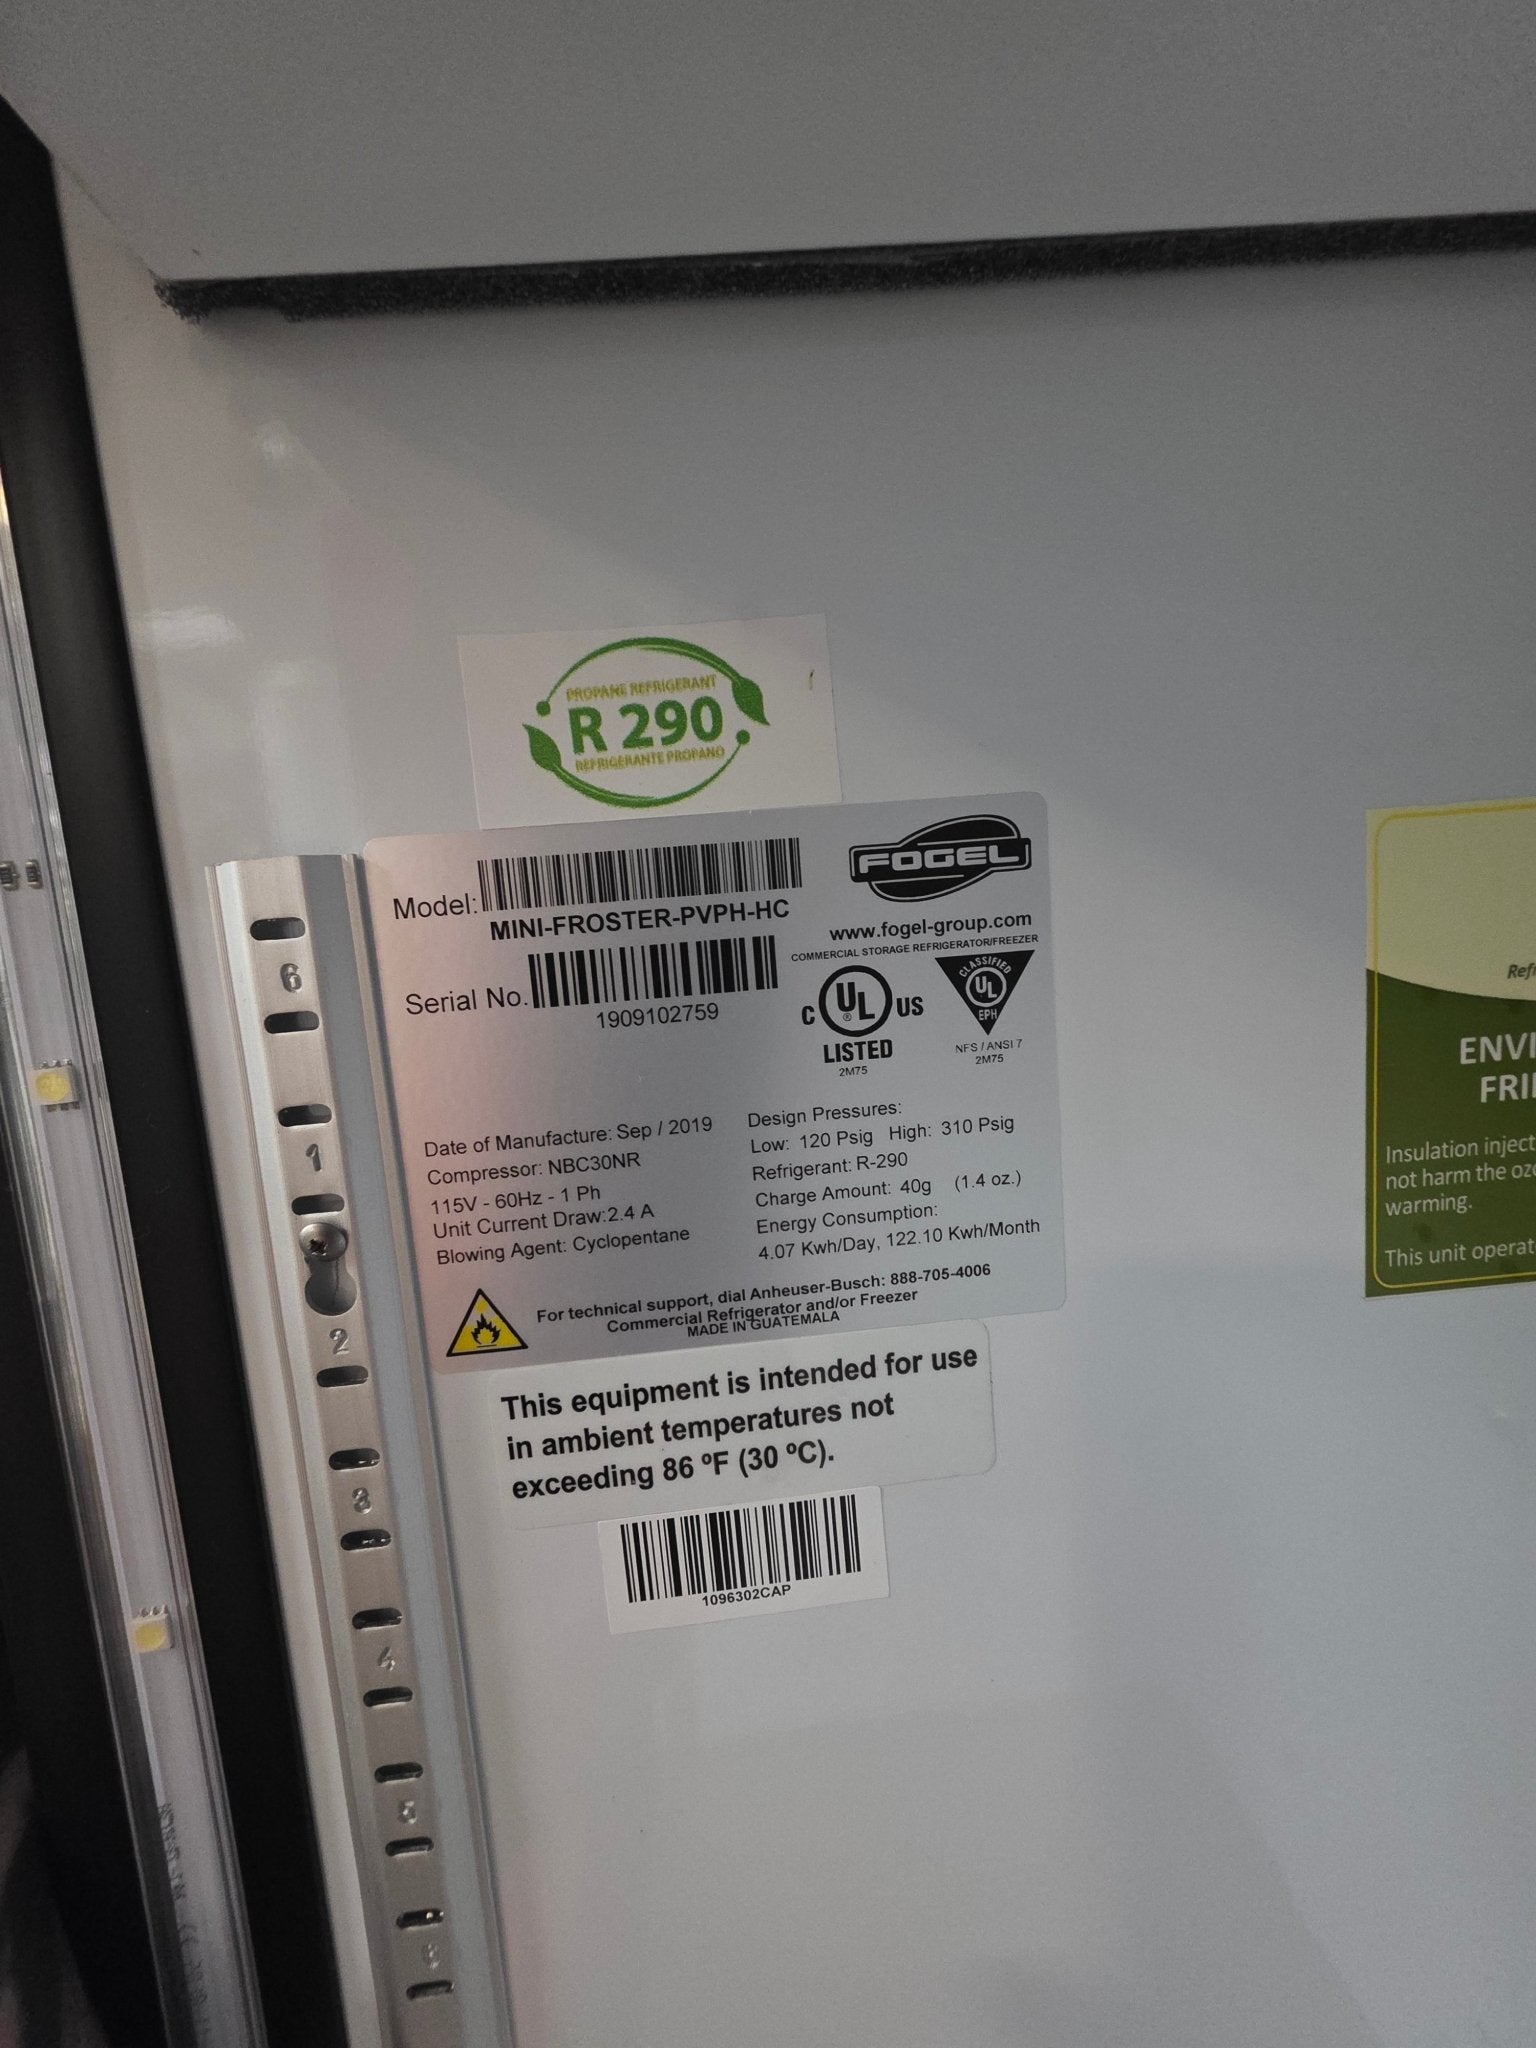 PROPANE REFRIGERANT
R 290
REFRIGERANTE PROPANO
Model:
MINI-FROSTER-PVPH-HC
Serial No.
1909102759
FOGEL
www.fogel-group.com
COMMERCIAL STORAGE REFRIGERATOR/FREEZER
C UL ® US
LISTED
2M75
CLASSIFIED
UL
EPH
NFS / ANSI 7
2M75
Date of Manufacture: Sep / 2019
Compressor: NBC30NR
115V - 60Hz - 1 Ph
Unit Current Draw:2.4 A
Blowing Agent: Cyclopentane
Design Pressures:
Low: 120 Psig High: 310 Psig
Refrigerant: R-290
Charge Amount: 40g (1.4 oz.)
Energy Consumption:
4.07 Kwh/Day, 122.10 Kwh/Month
For technical support, dial Anheuser-Busch: 888-705-4006
Commercial Refrigerator and/or Freezer
MADE IN GUATEMALA
This equipment is intended for use
in ambient temperatures not
exceeding 86 ºF (30 ºC).
1096302CAP
6
1
2
3
4
5
6
Refr
ENVI
FRI
Insulation inject
not harm the ozo
warming.
This unit operat